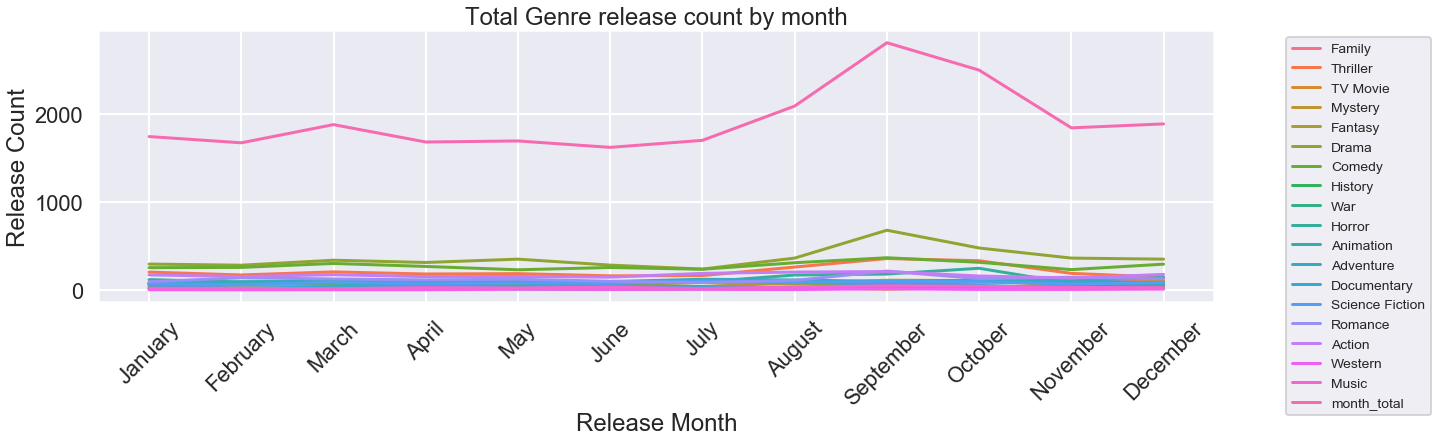 Total Genre release count by month
Release Count
2000
1000
0
January
February
March
April
May
June
July
August
September
October
November
December
Release Month
Family
Thriller
TV Movie
Mystery
Fantasy
Drama
Comedy
History
War
Horror
Animation
Adventure
Documentary
Science Fiction
Romance
Action
Western
Music
month_total